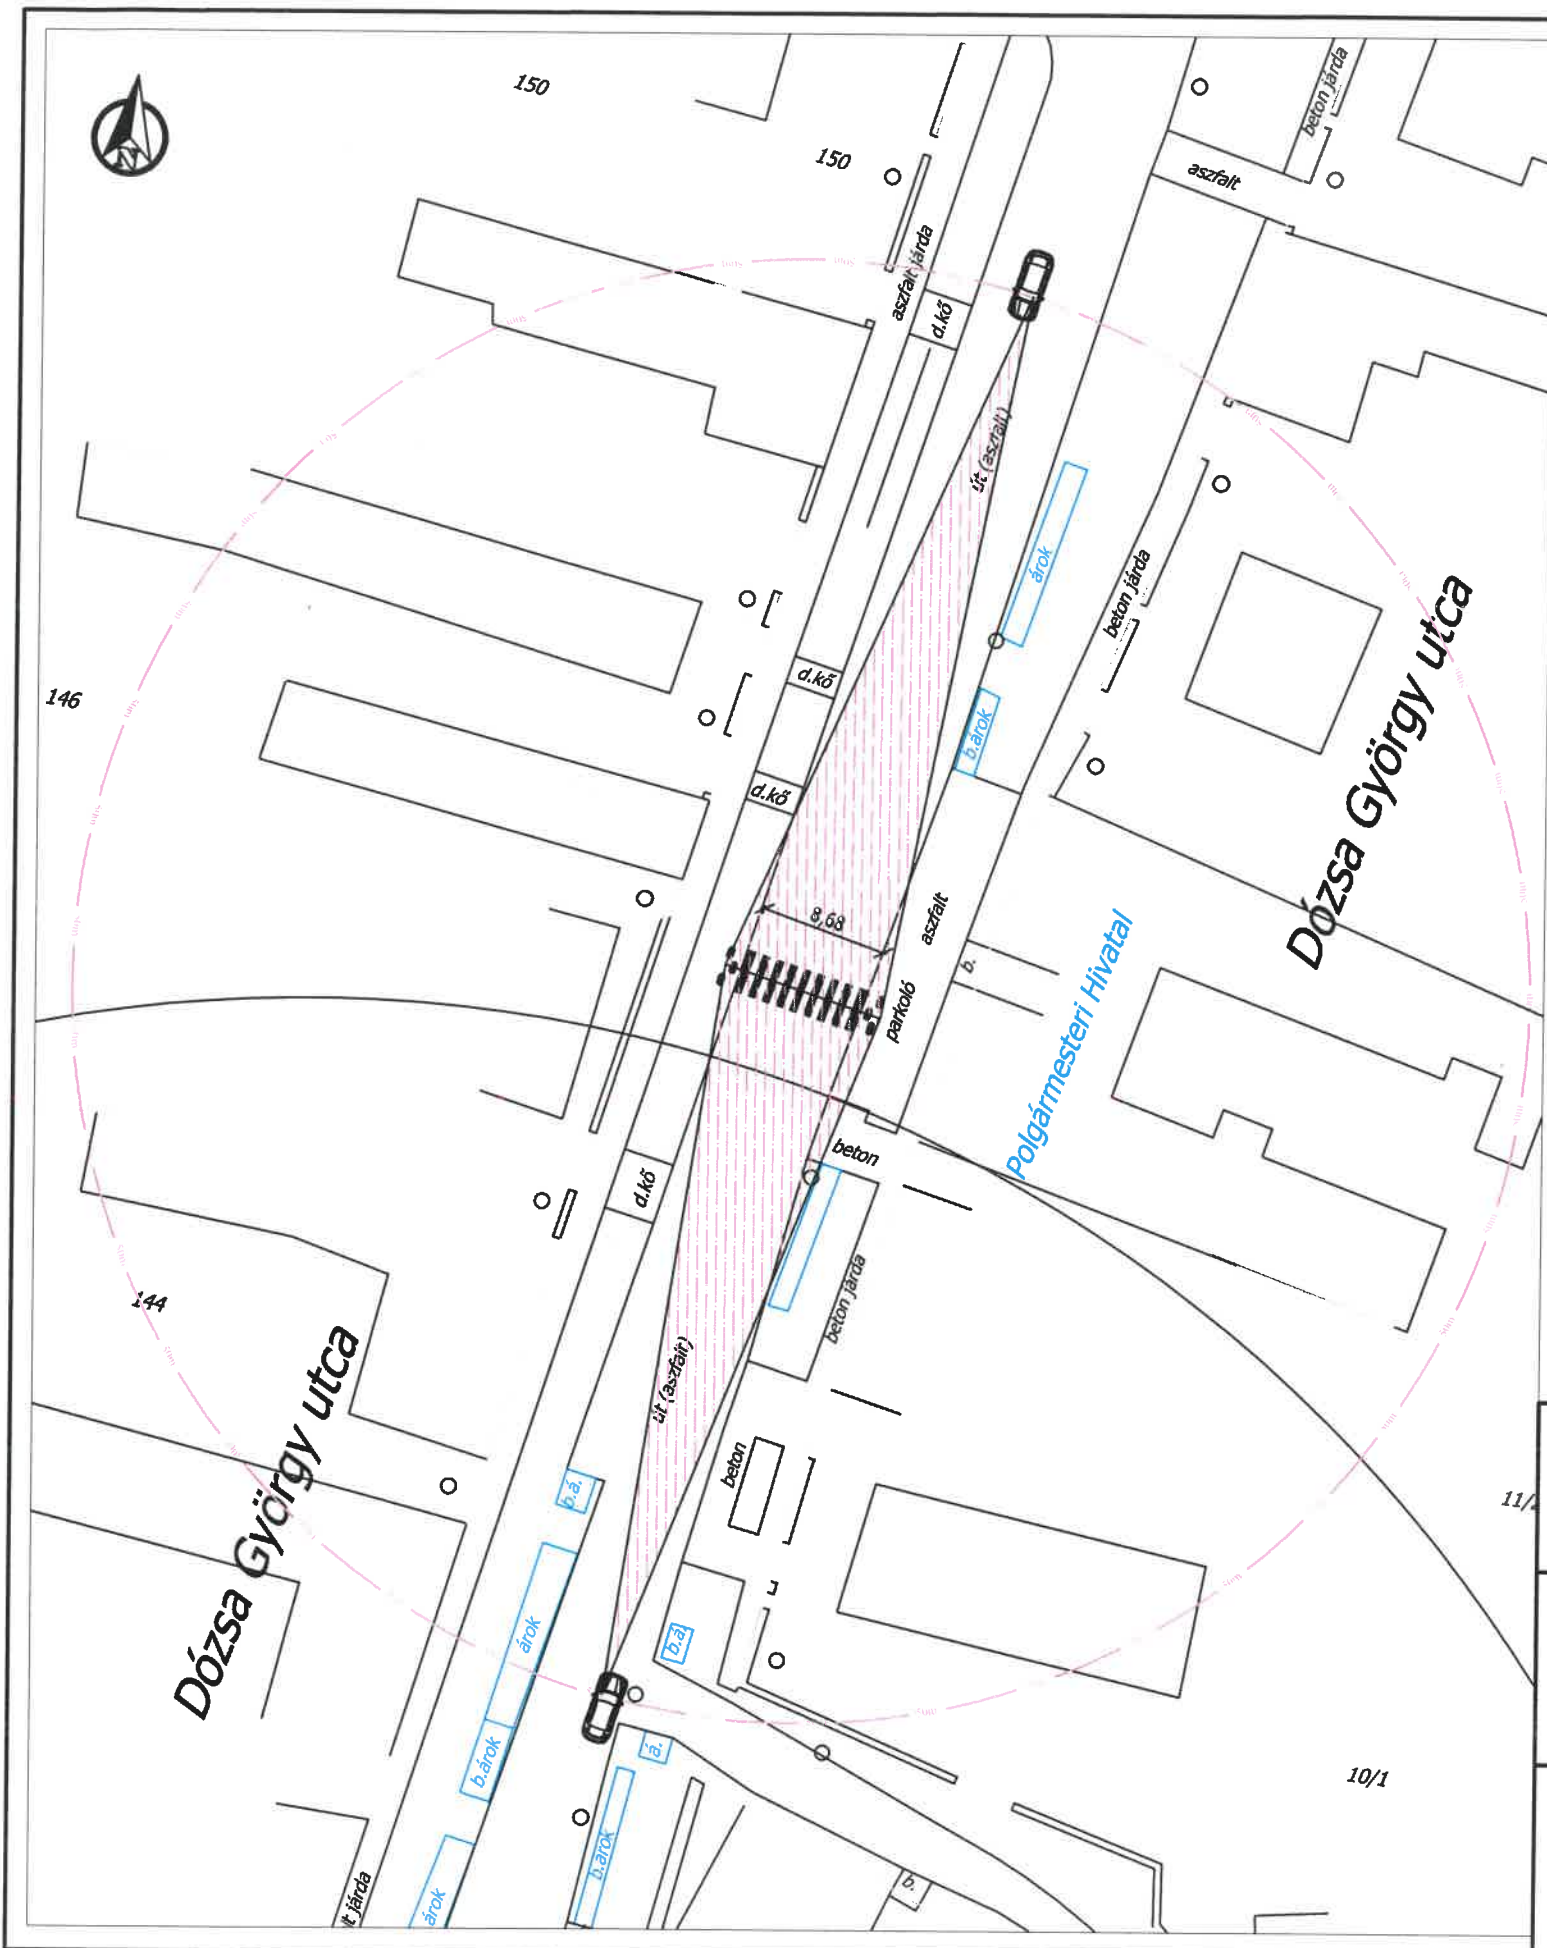 150
150
N
aszfalt
beton járda
aszfalt járda
d.kő
út (aszfalt)
árok
beton járda
Dózsa György utca
146
d.kő
b.árok
d.kő
8,68
aszfalt
b.
parkoló
Polgármesteri Hivatal
beton
d.kő
beton járda
144
út (aszfalt)
Dózsa György utca
beton
b.á.
11/
árok
b.á
b.árok
á.
10/1
b.árok
b.
járda
árok